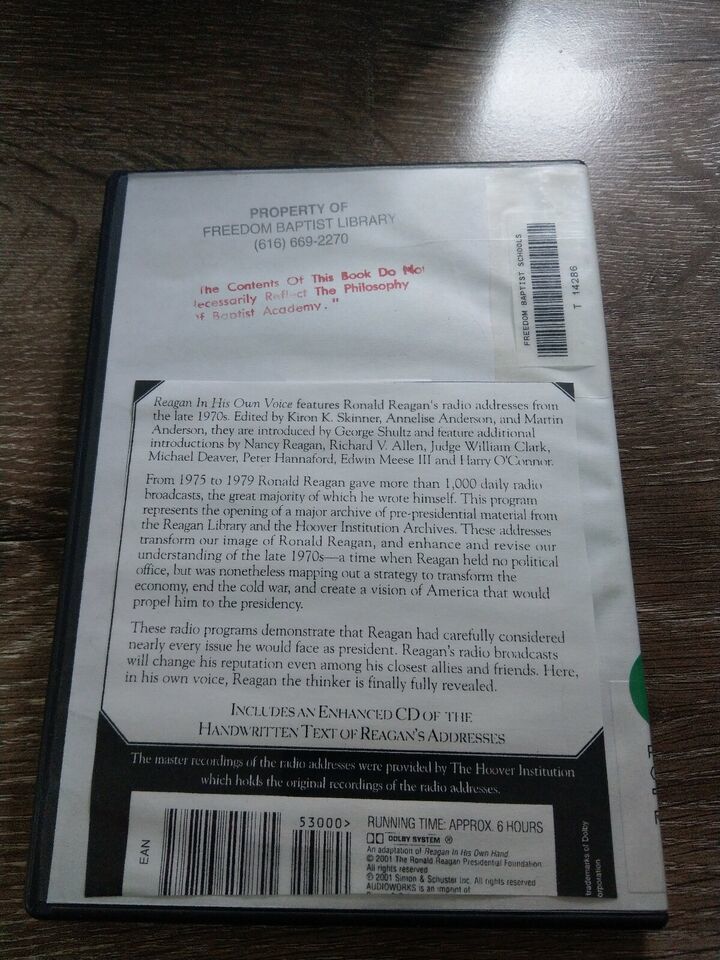 PROPERTY OF
FREEDOM BAPTIST LIBRARY
(616) 669-2270
The Contents Of This Book Do Not
ecessarily Reflect The Philosophy
of Baptist Academy."
FREEDOM BAPTIST SCHOOLS
T 14286
Reagan In His Own Voice features Ronald Reagan's radio addresses from
the late 1970s. Edited by Kiron K. Skinner, Annelise Anderson, and Martin
Anderson, they are introduced by George Shultz and feature additional
introductions by Nancy Reagan, Richard V. Allen, Judge William Clark,
Michael Deaver, Peter Hannaford, Edwin Meese III and Harry O'Connor.
From 1975 to 1979 Ronald Reagan gave more than 1,000 daily radio
broadcasts, the great majority of which he wrote himself. This program
represents the opening of a major archive of pre-presidential material from
the Reagan Library and the Hoover Institution Archives. These addresses
transform our image of Ronald Reagan, and enhance and revise our
understanding of the late 1970s—a time when Reagan held no political
office, but was nonetheless mapping out a strategy to transform the
economy, end the cold war, and create a vision of America that would
propel him to the presidency.
These radio programs demonstrate that Reagan had carefully considered
nearly every issue he would face as president. Reagan's radio broadcasts
will change his reputation even among his closest allies and friends. Here,
in his own voice, Reagan the thinker is finally fully revealed.
INCLUDES AN ENHANCED CD OF THE
HANDWRITTEN TEXT OF REAGAN'S ADDRESSES
The master recordings of the radio addresses were provided by The Hoover Institution
which holds the original recordings of the radio addresses.
EAN
53000>
RUNNING TIME: APPROX. 6 HOURS
DOLBY SYSTEM ®
An adaptation of Reagan In His Own Hand
© 2001 The Ronald Reagan Presidential Foundation
All rights reserved
℗ 2001 Simon & Schuster Inc. All rights reserved
AUDIOWORKS is an imprint of
trademarks of Dolby
orporation